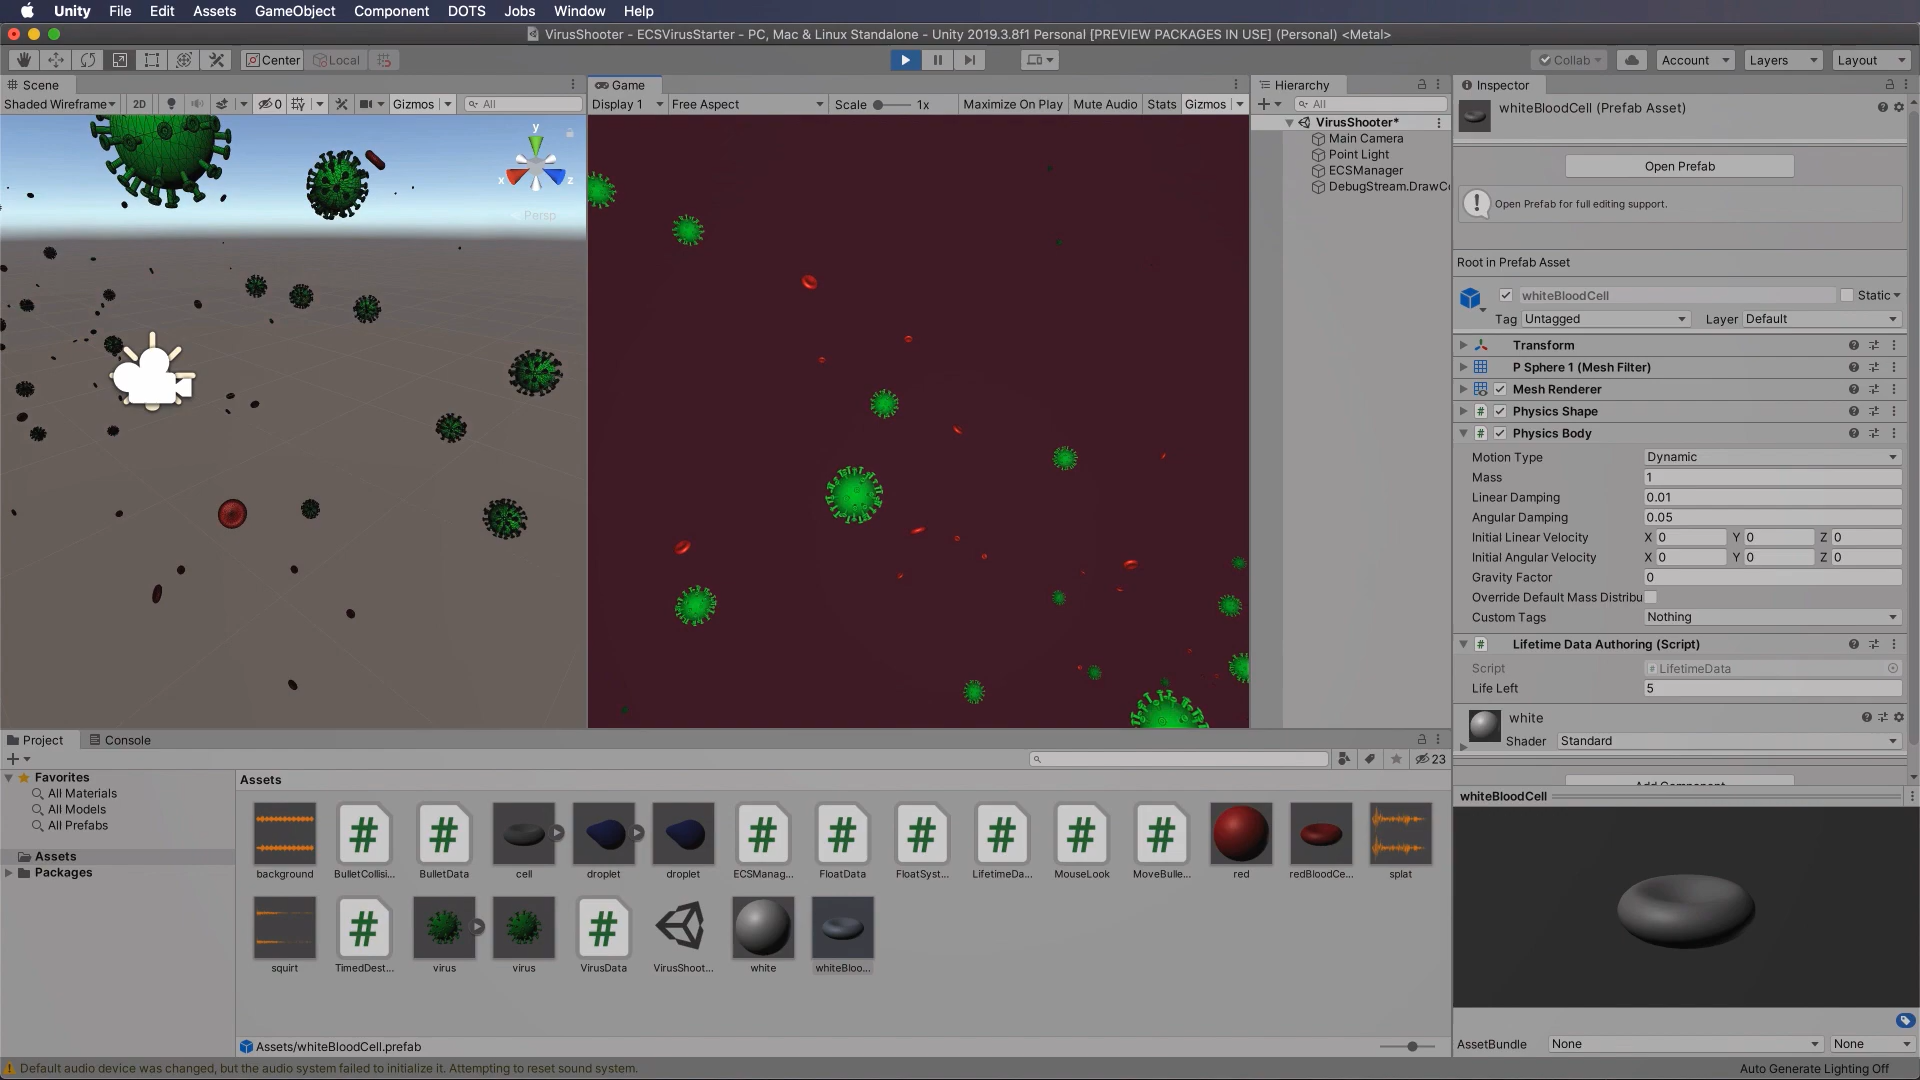 Unity File Edit Assets GameObject Component DOTS Jobs Window Help
VirusShooter - ECSVirusStarter - PC, Mac & Linux Standalone - Unity 2019.3.8f1 Personal [PREVIEW PACKAGES IN USE] (Personal) <Metal>
Center Local Collab Account Layers Layout
Scene Game Hierarchy Inspector
Shaded Wireframe 2D 0 Gizmos All
Display 1 Free Aspect Scale 1x Maximize On Play Mute Audio Stats Gizmos
All
y
x
z
Persp
VirusShooter*
Main Camera
Point Light
ECSManager
DebugStream.DrawCo
whiteBloodCell (Prefab Asset)
Open Prefab
Open Prefab for full editing support.
Root in Prefab Asset
whiteBloodCell Static
Tag Untagged Layer Default
Transform
P Sphere 1 (Mesh Filter)
Mesh Renderer
# Physics Shape
# Physics Body
Motion Type Dynamic
Mass 1
Linear Damping 0.01
Angular Damping 0.05
Initial Linear Velocity X 0 Y 0 Z 0
Initial Angular Velocity X 0 Y 0 Z 0
Gravity Factor 0
Override Default Mass Distribu
Custom Tags Nothing
# Lifetime Data Authoring (Script)
Script # LifetimeData
Life Left 5
white
Shader Standard
whiteBloodCell
AssetBundle None None
Project Console
23
Favorites
All Materials
All Models
All Prefabs
Assets
Packages
Assets
background BulletCollisi... BulletData cell droplet droplet ECSManag... FloatData FloatSyst... LifetimeDa... MouseLook MoveBulle... red redBloodCe... splat
squirt TimedDest... virus virus VirusData VirusShoot... white whiteBloo...
Assets/whiteBloodCell.prefab
Default audio device was changed, but the audio system failed to initialize it. Attempting to reset sound system.
Auto Generate Lighting Off